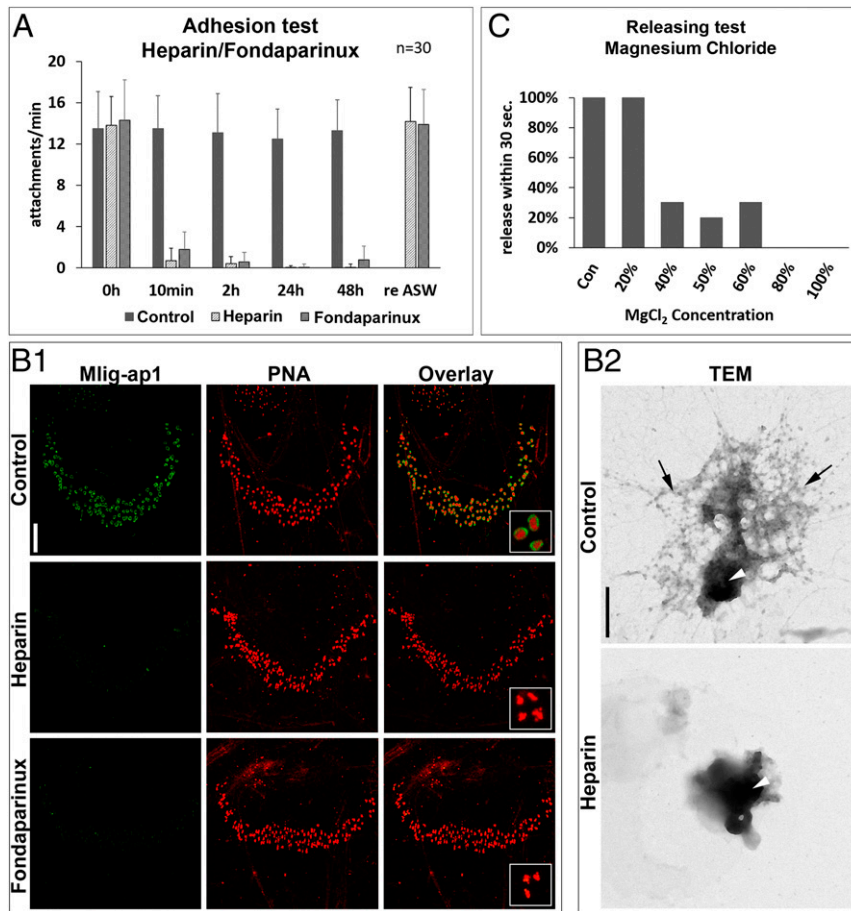 A
Adhesion test
Heparin/Fondaparinux
n=30
attachments/min
20
16
12
8
4
0
0h 10min 2h 24h 48h re ASW
Control Heparin Fondaparinux
C
Releasing test
Magnesium Chloride
release within 30 sec.
100%
80%
60%
40%
20%
0%
Con 20% 40% 50% 60% 80% 100%
MgCl₂ Concentration
B1
Mlig-ap1 PNA Overlay
Control
Heparin
Fondaparinux
B2
TEM
Control
Heparin